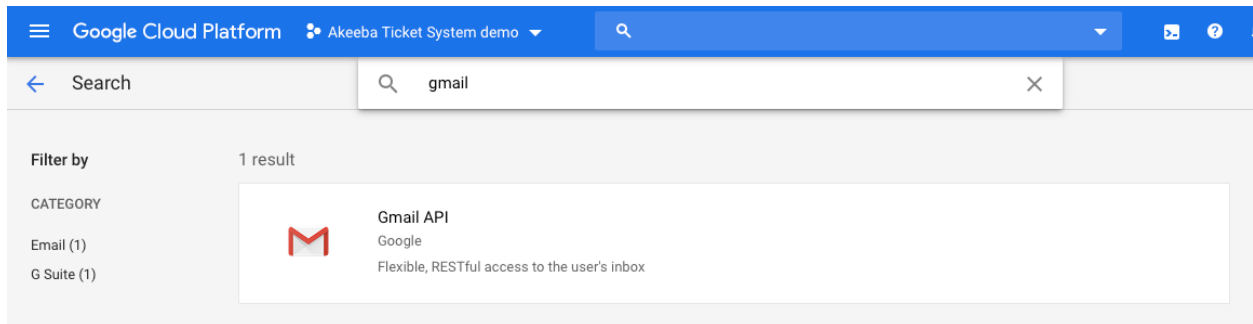 Google Cloud Platform Akeeba Ticket System demo
Search gmail
Filter by
CATEGORY
Email (1)
G Suite (1)
1 result
Gmail API
Google
Flexible, RESTful access to the user's inbox